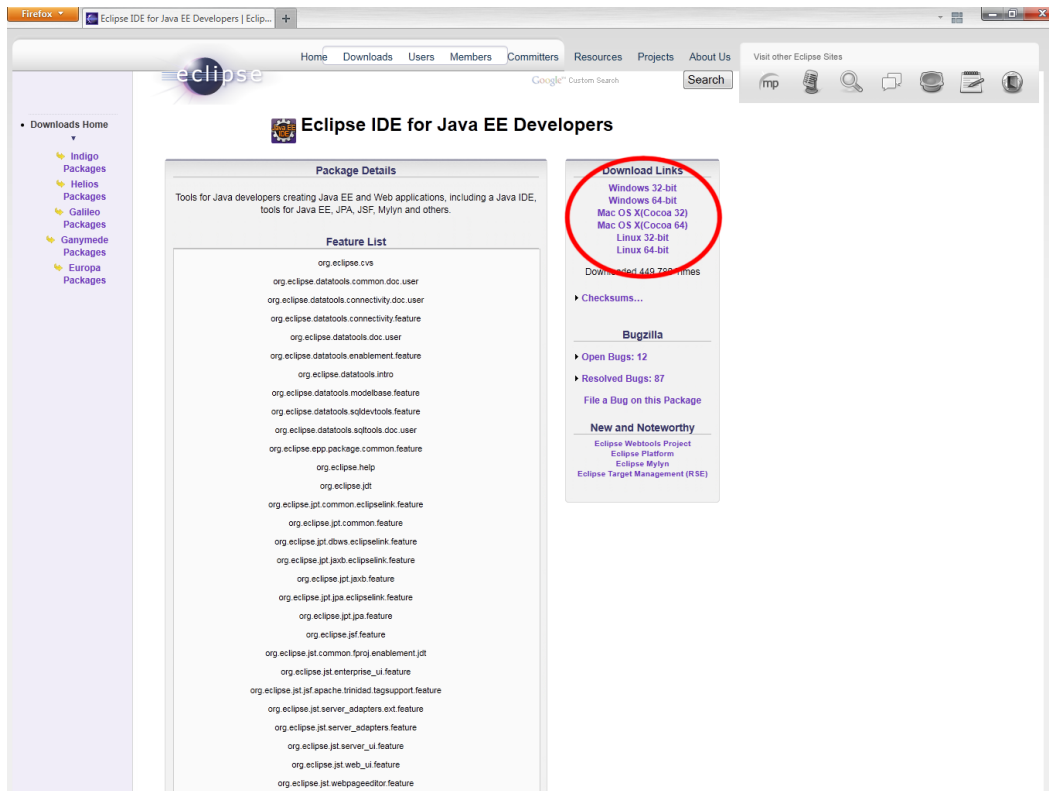 Firefox
Eclipse IDE for Java EE Developers | Eclip...
Home Downloads Users Members Committers Resources Projects About Us
Visit other Eclipse Sites
eclipse
Google™ Custom Search
Search
mp
Downloads Home
Indigo
Packages
Helios
Packages
Galileo
Packages
Ganymede
Packages
Europa
Packages
Java EE
IDE
Eclipse IDE for Java EE Developers
Package Details
Tools for Java developers creating Java EE and Web applications, including a Java IDE,
tools for Java EE, JPA, JSF, Mylyn and others.
Feature List
org.eclipse.cvs
org.eclipse.datatools.common.doc.user
org.eclipse.datatools.connectivity.doc.user
org.eclipse.datatools.connectivity.feature
org.eclipse.datatools.doc.user
org.eclipse.datatools.enablement.feature
org.eclipse.datatools.intro
org.eclipse.datatools.modelbase.feature
org.eclipse.datatools.sqldevtools.feature
org.eclipse.datatools.sqltools.doc.user
org.eclipse.epp.package.common.feature
org.eclipse.help
org.eclipse.jdt
org.eclipse.jpt.common.eclipselink.feature
org.eclipse.jpt.common.feature
org.eclipse.jpt.dbws.eclipselink.feature
org.eclipse.jpt.jaxb.eclipselink.feature
org.eclipse.jpt.jaxb.feature
org.eclipse.jpt.jpa.eclipselink.feature
org.eclipse.jpt.jpa.feature
org.eclipse.jsf.feature
org.eclipse.jst.common.fproj.enablement.jdt
org.eclipse.jst.enterprise_ui.feature
org.eclipse.jst.jsf.apache.trinidad.tagsupport.feature
org.eclipse.jst.server_adapters.ext.feature
org.eclipse.jst.server_adapters.feature
org.eclipse.jst.server_ui.feature
org.eclipse.jst.web_ui.feature
org.eclipse.jst.webpageeditor.feature
Download Links
Windows 32-bit
Windows 64-bit
Mac OS X(Cocoa 32)
Mac OS X(Cocoa 64)
Linux 32-bit
Linux 64-bit
Downloaded Times
Checksums...
Bugzilla
Open Bugs: 12
Resolved Bugs: 87
File a Bug on this Package
New and Noteworthy
Eclipse Webtools Project
Eclipse Platform
Eclipse Mylyn
Eclipse Target Management (RSE)